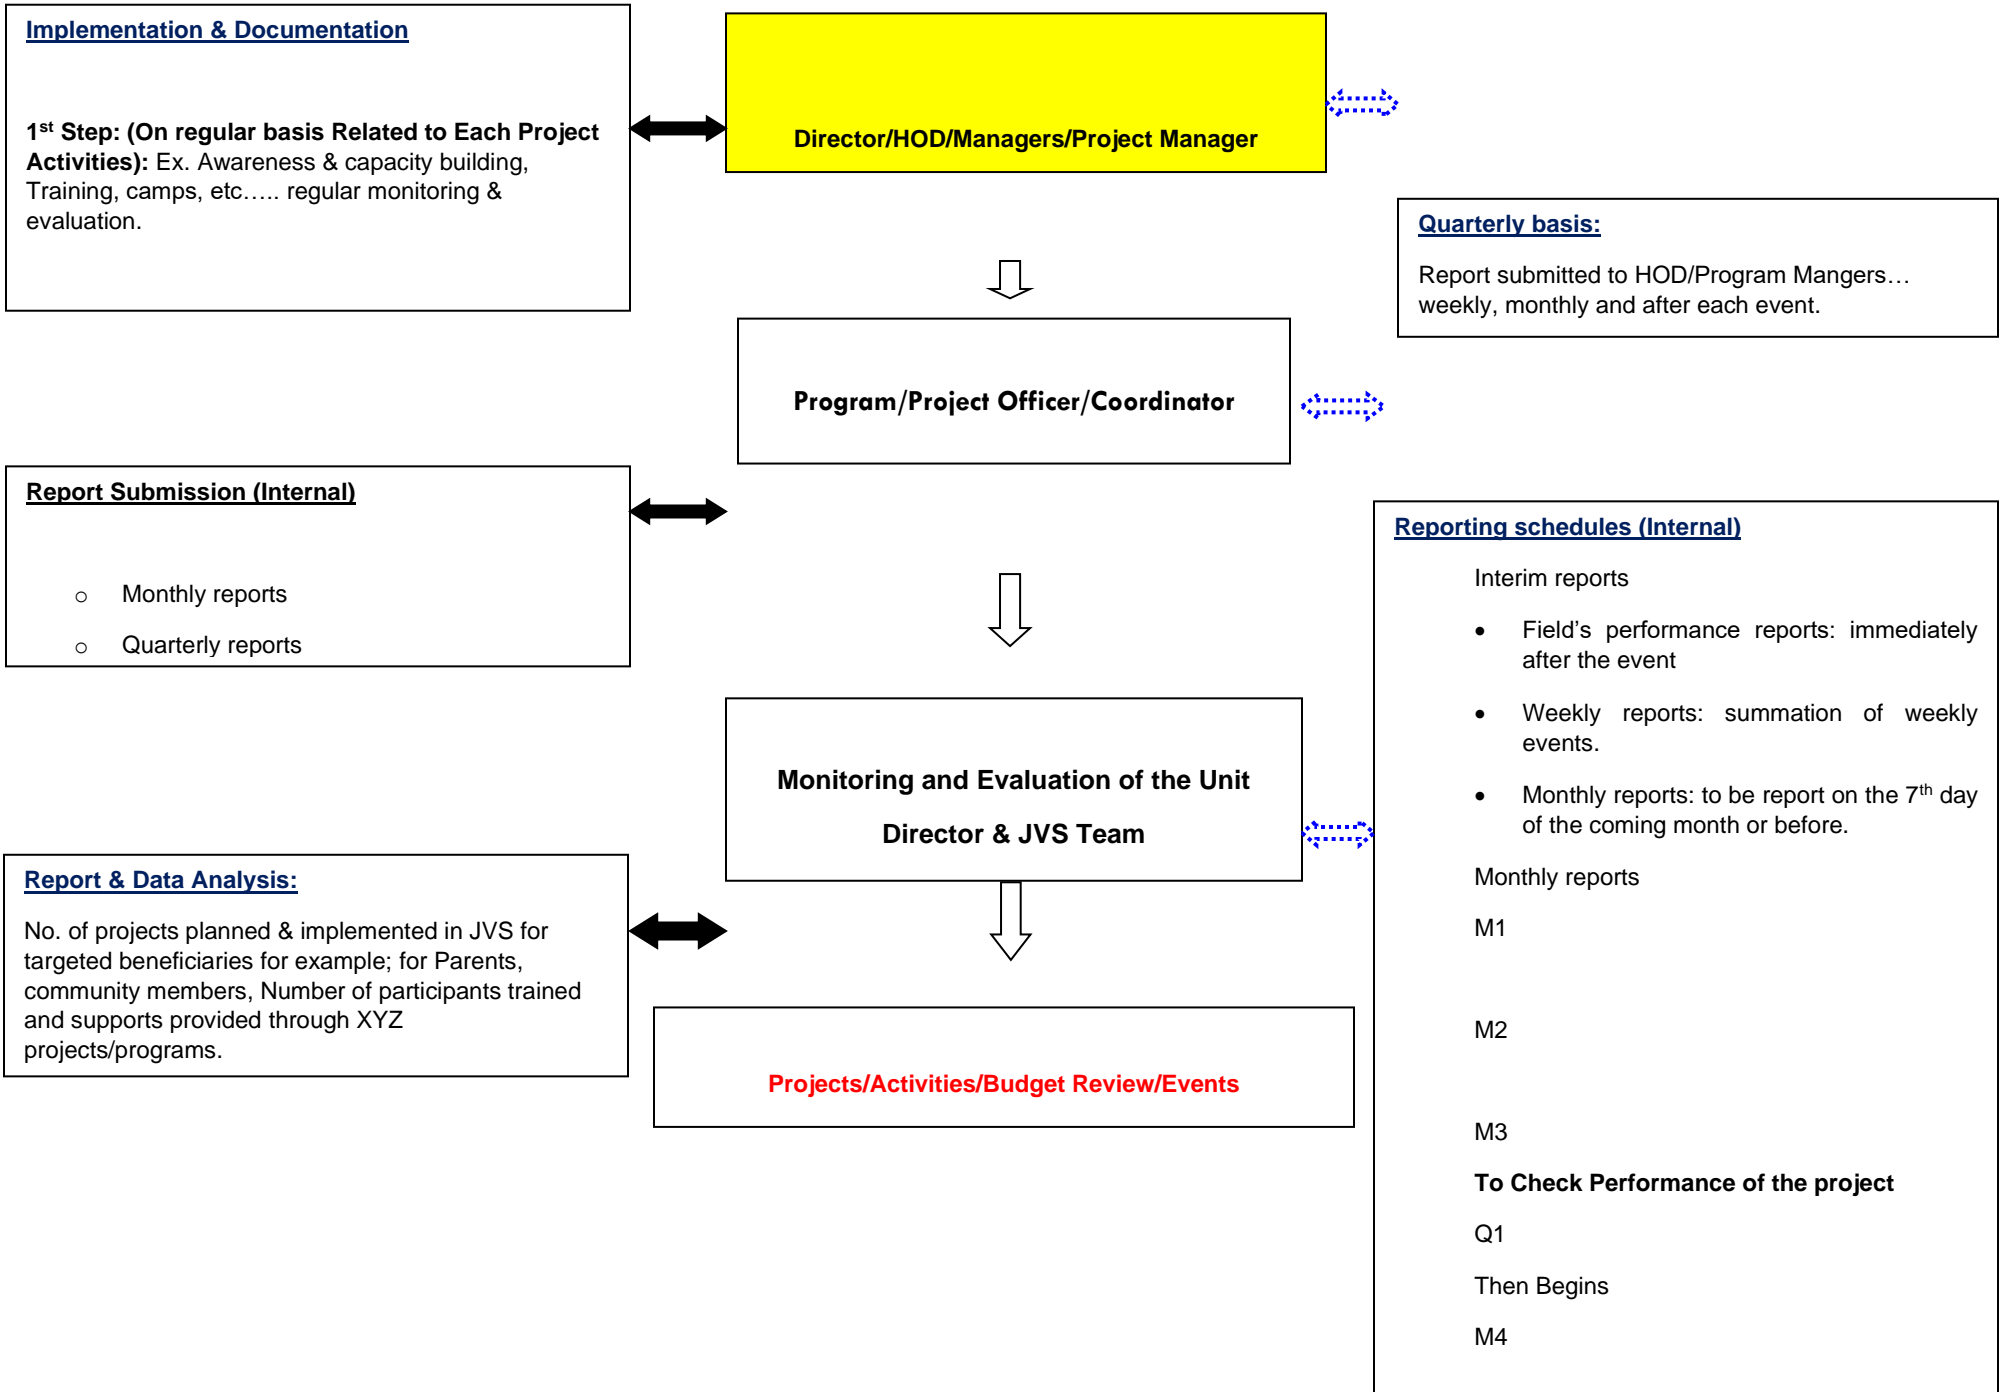 Implementation & Documentation
1st Step: (On regular basis Related to Each Project
Activities): Ex. Awareness & capacity building,
Training, camps, etc….. regular monitoring &
evaluation.
Director/HOD/Managers/Project Manager
Quarterly basis:
Report submitted to HOD/Program Mangers…
weekly, monthly and after each event.
Program/Project Officer/Coordinator
Report Submission (Internal)
o Monthly reports
o Quarterly reports
Monitoring and Evaluation of the Unit
Director & JVS Team
Report & Data Analysis:
No. of projects planned & implemented in JVS for
targeted beneficiaries for example; for Parents,
community members, Number of participants trained
and supports provided through XYZ
projects/programs.
Projects/Activities/Budget Review/Events
Reporting schedules (Internal)
Interim reports
• Field’s performance reports: immediately
after the event
• Weekly reports: summation of weekly
events.
• Monthly reports: to be report on the 7th day
of the coming month or before.
Monthly reports
M1
M2
M3
To Check Performance of the project
Q1
Then Begins
M4